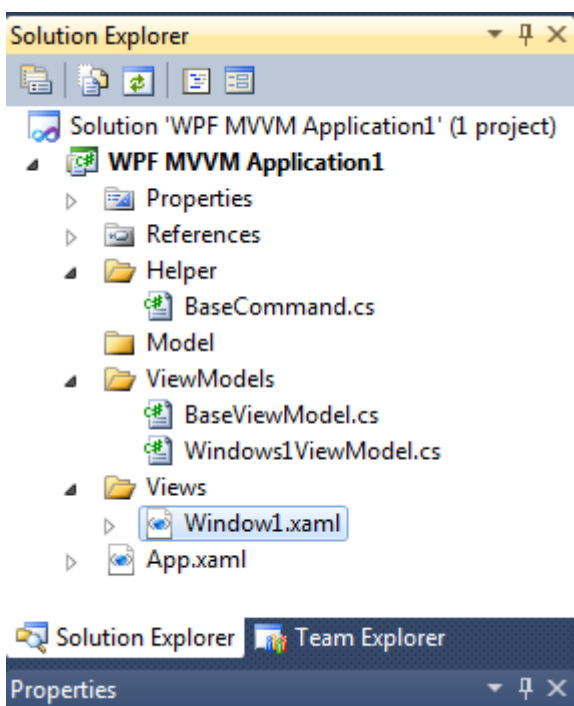 Solution Explorer
Solution 'WPF MVVM Application1' (1 project)
WPF MVVM Application1
Properties
References
Helper
BaseCommand.cs
Model
ViewModels
BaseViewModel.cs
Windows1ViewModel.cs
Views
Window1.xaml
App.xaml
Solution Explorer Team Explorer
Properties